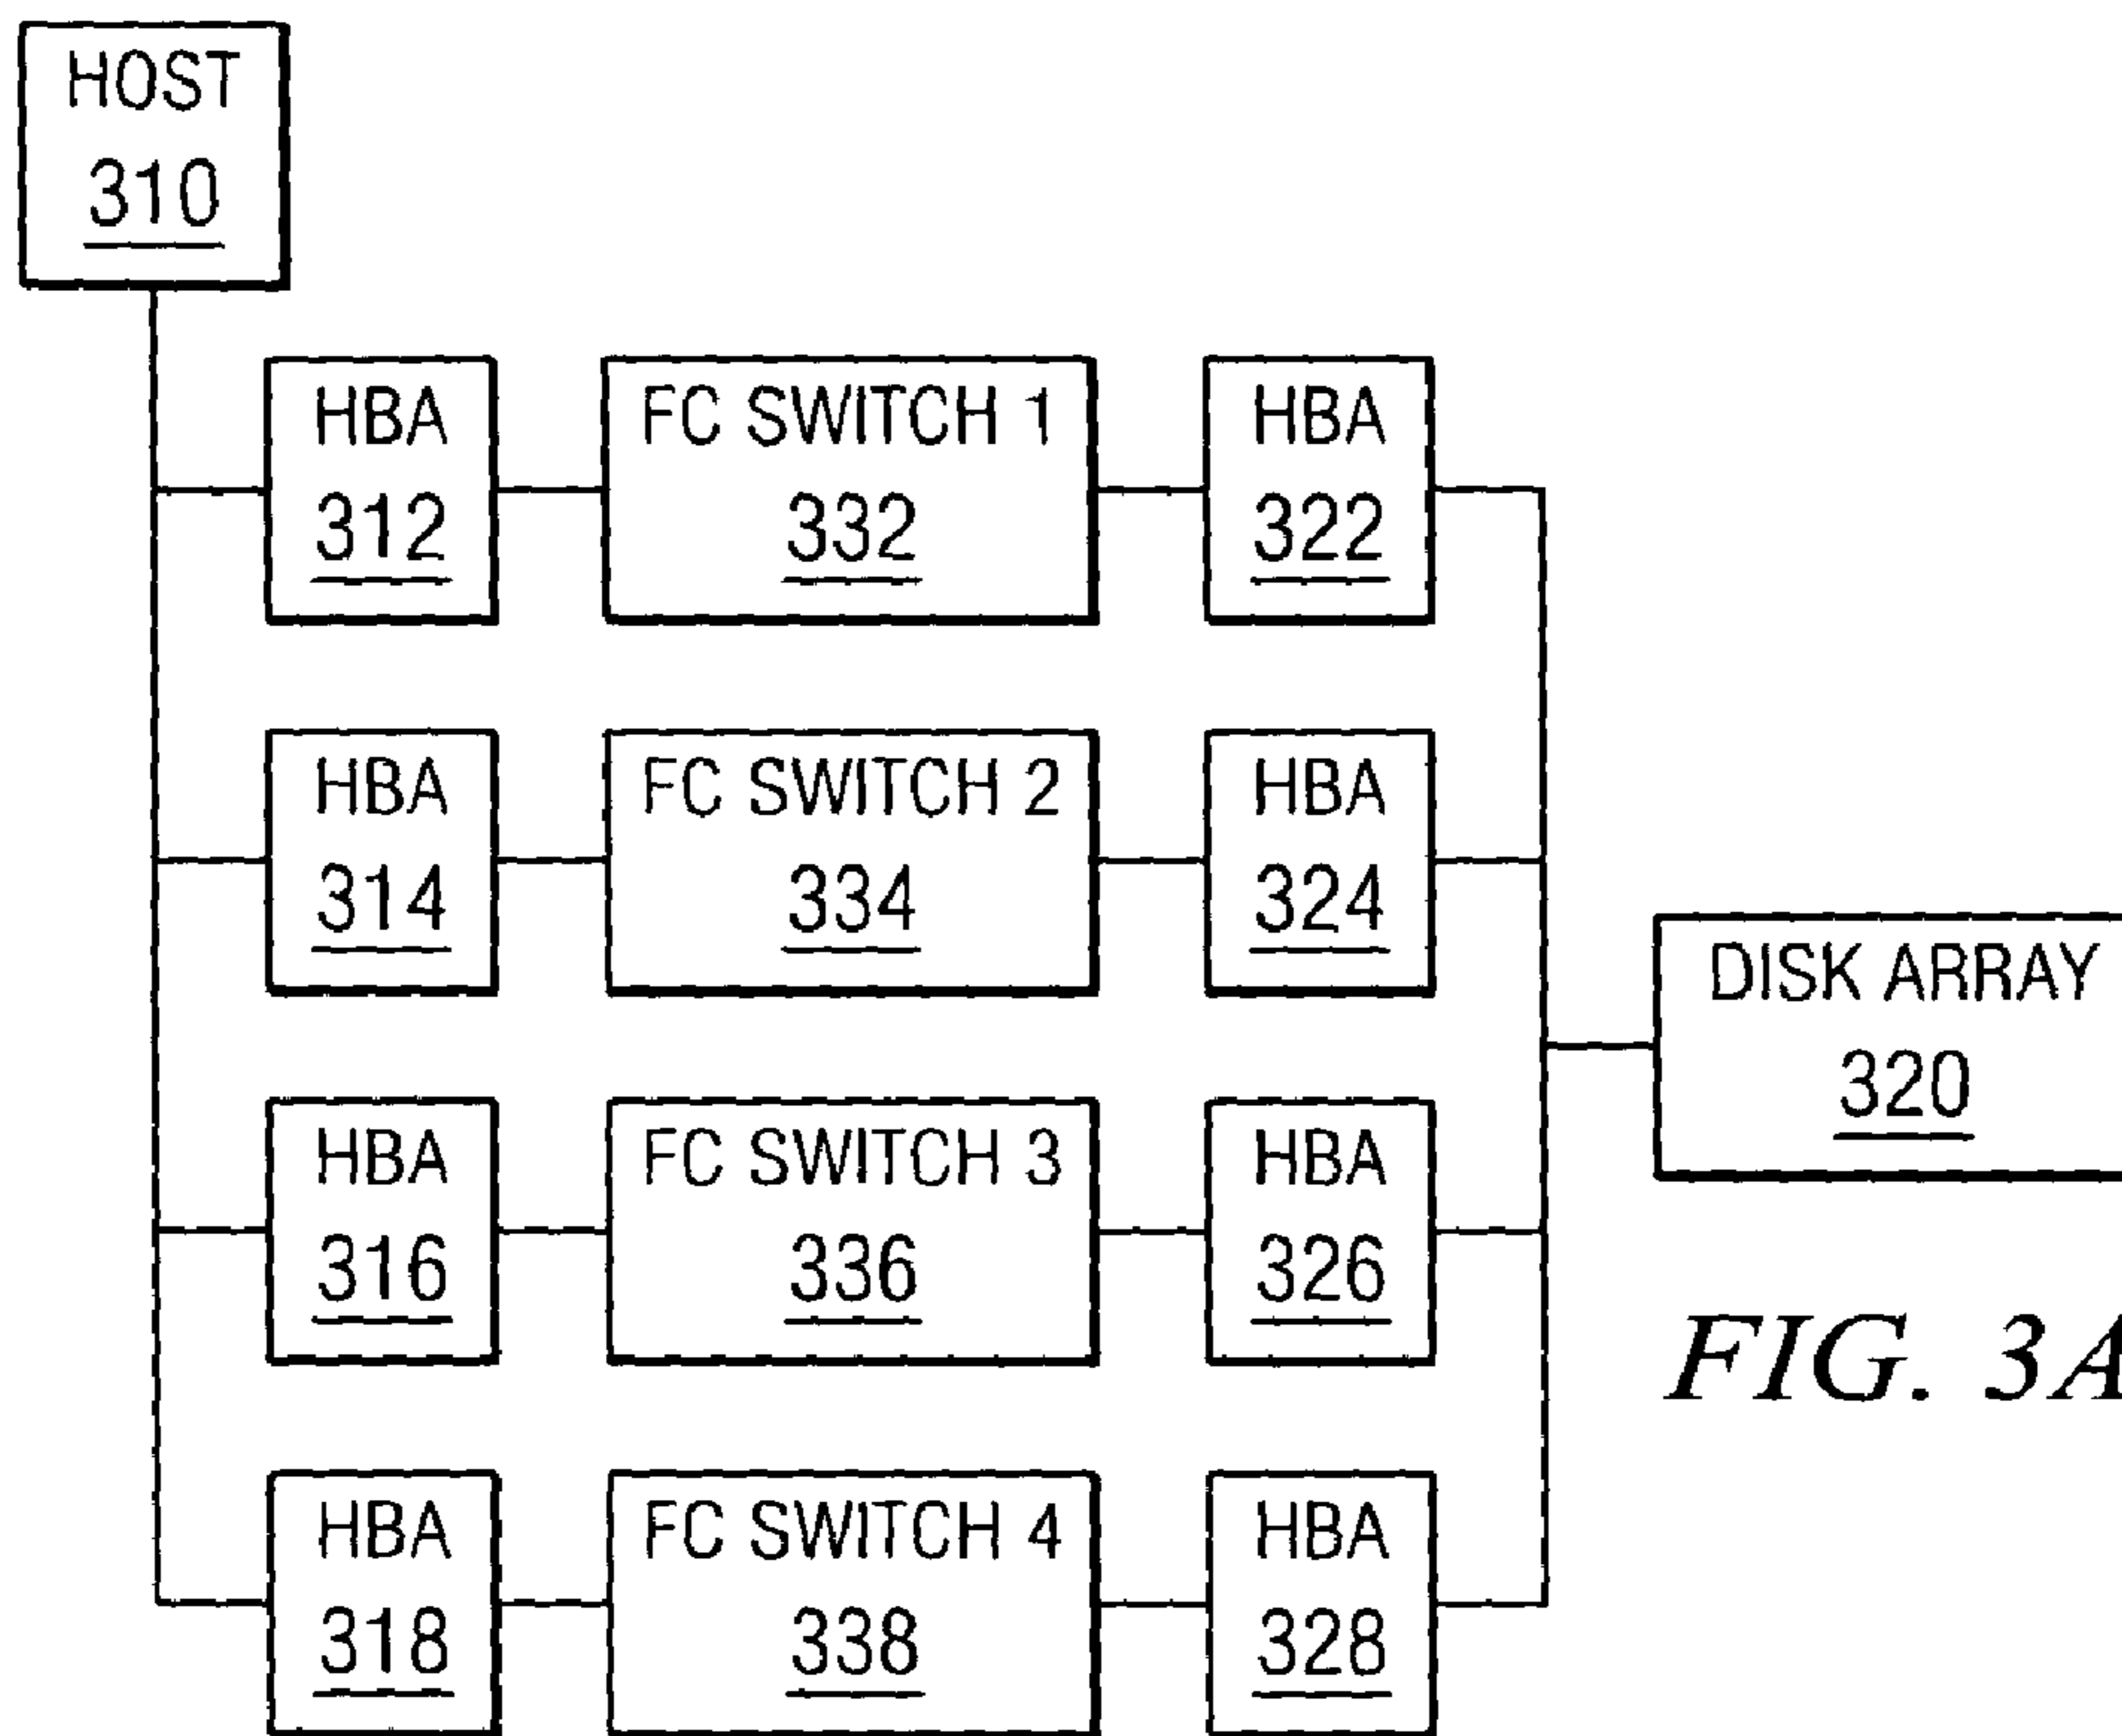 HOST
310
HBA
312
FC SWITCH 1
332
HBA
322
HBA
314
FC SWITCH 2
334
HBA
324
DISK ARRAY
320
HBA
316
FC SWITCH 3
336
HBA
326
FIG. 3A
HBA
318
FC SWITCH 4
338
HBA
328